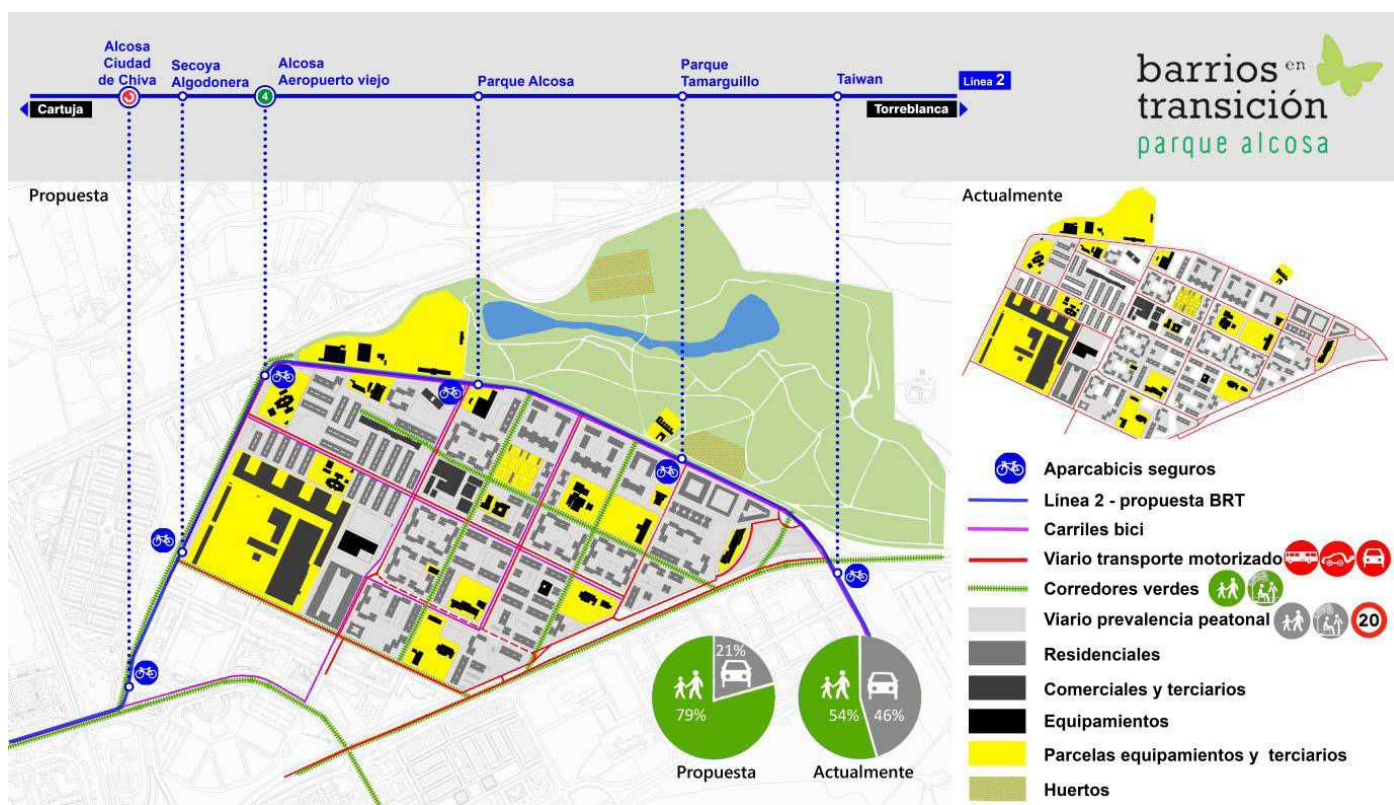 Alcosa
Ciudad
de Chiva
Secoya
Algodonera
Alcosa
Aeropuerto viejo
Parque Alcosa
Parque
Tamarguillo
Taiwan
Línea 2
4
Cartuja
Torreblanca
barrios en
transición
parque alcosa
Propuesta
Actualmente
Aparcabicis seguros
Línea 2 - propuesta BRT
Carriles bici
Viario transporte motorizado
Corredores verdes
Viario prevalencia peatonal
20
Residenciales
Comerciales y terciarios
Equipamientos
Parcelas equipamientos y terciarios
Huertos
21%
79%
Propuesta
54%
46%
Actualmente